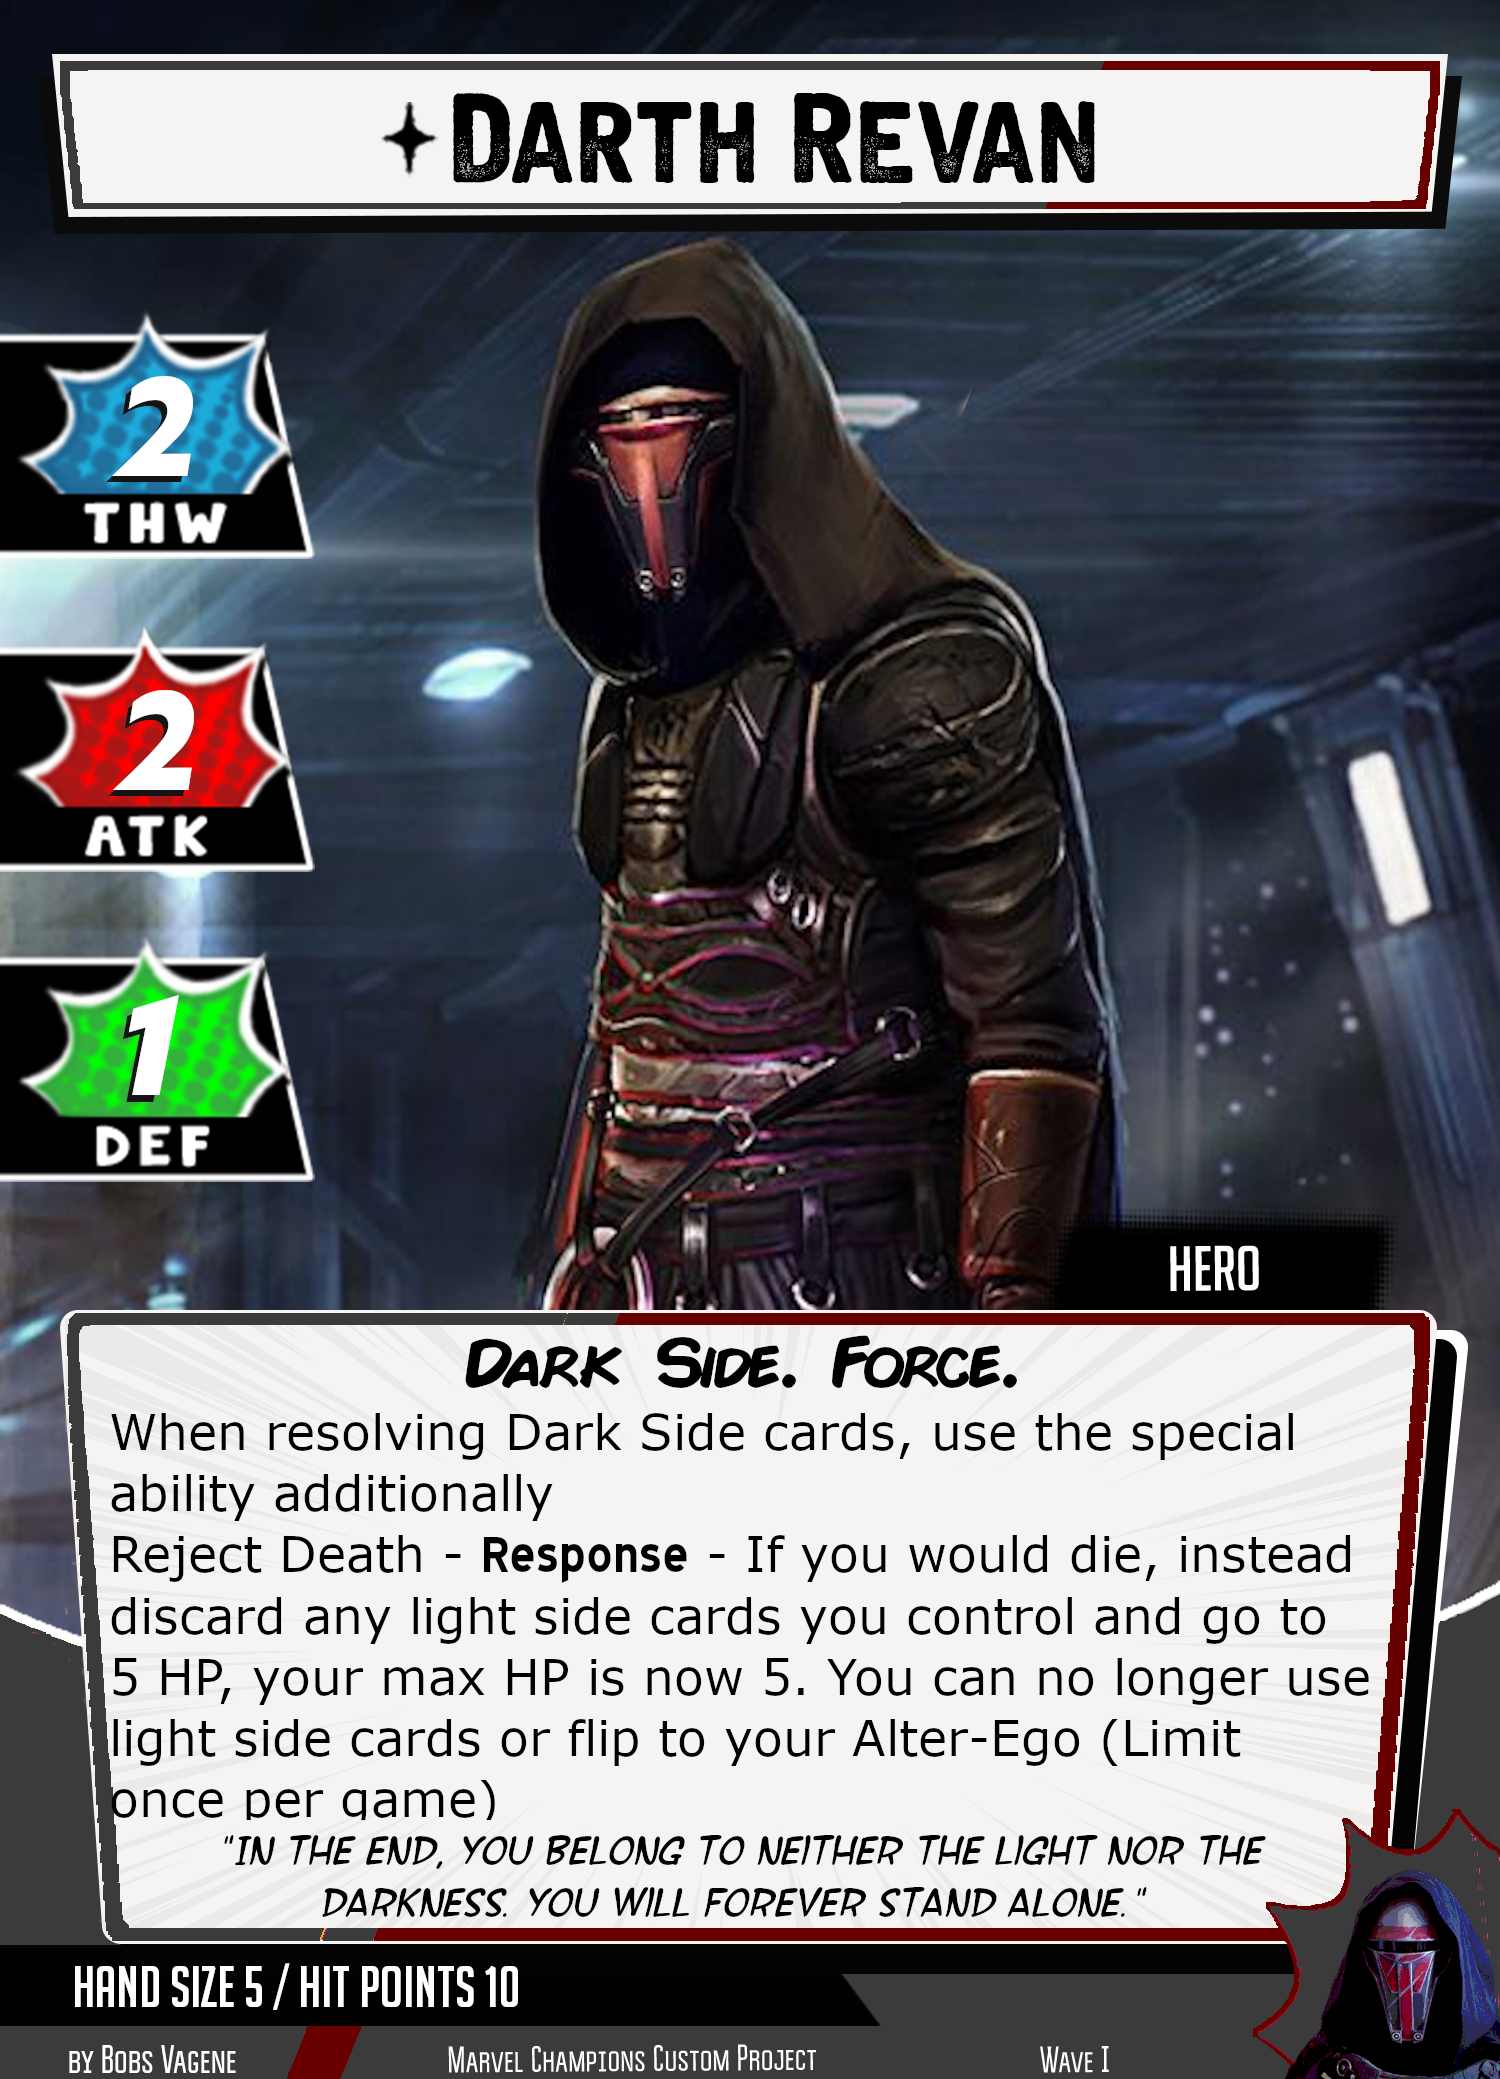 DARTH REVAN
2
THW
2
ATK
1
DEF
HERO
DARK SIDE. FORCE.
When resolving Dark Side cards, use the special
ability additionally
Reject Death - Response - If you would die, instead
discard any light side cards you control and go to
5 HP, your max HP is now 5. You can no longer use
light side cards or flip to your Alter-Ego (Limit
once per game)
"IN THE END, YOU BELONG TO NEITHER THE LIGHT NOR THE
DARKNESS. YOU WILL FOREVER STAND ALONE."
HAND SIZE 5 / HIT POINTS 10
BY BOBS VAGENE
MARVEL CHAMPIONS CUSTOM PROJECT
WAVE I